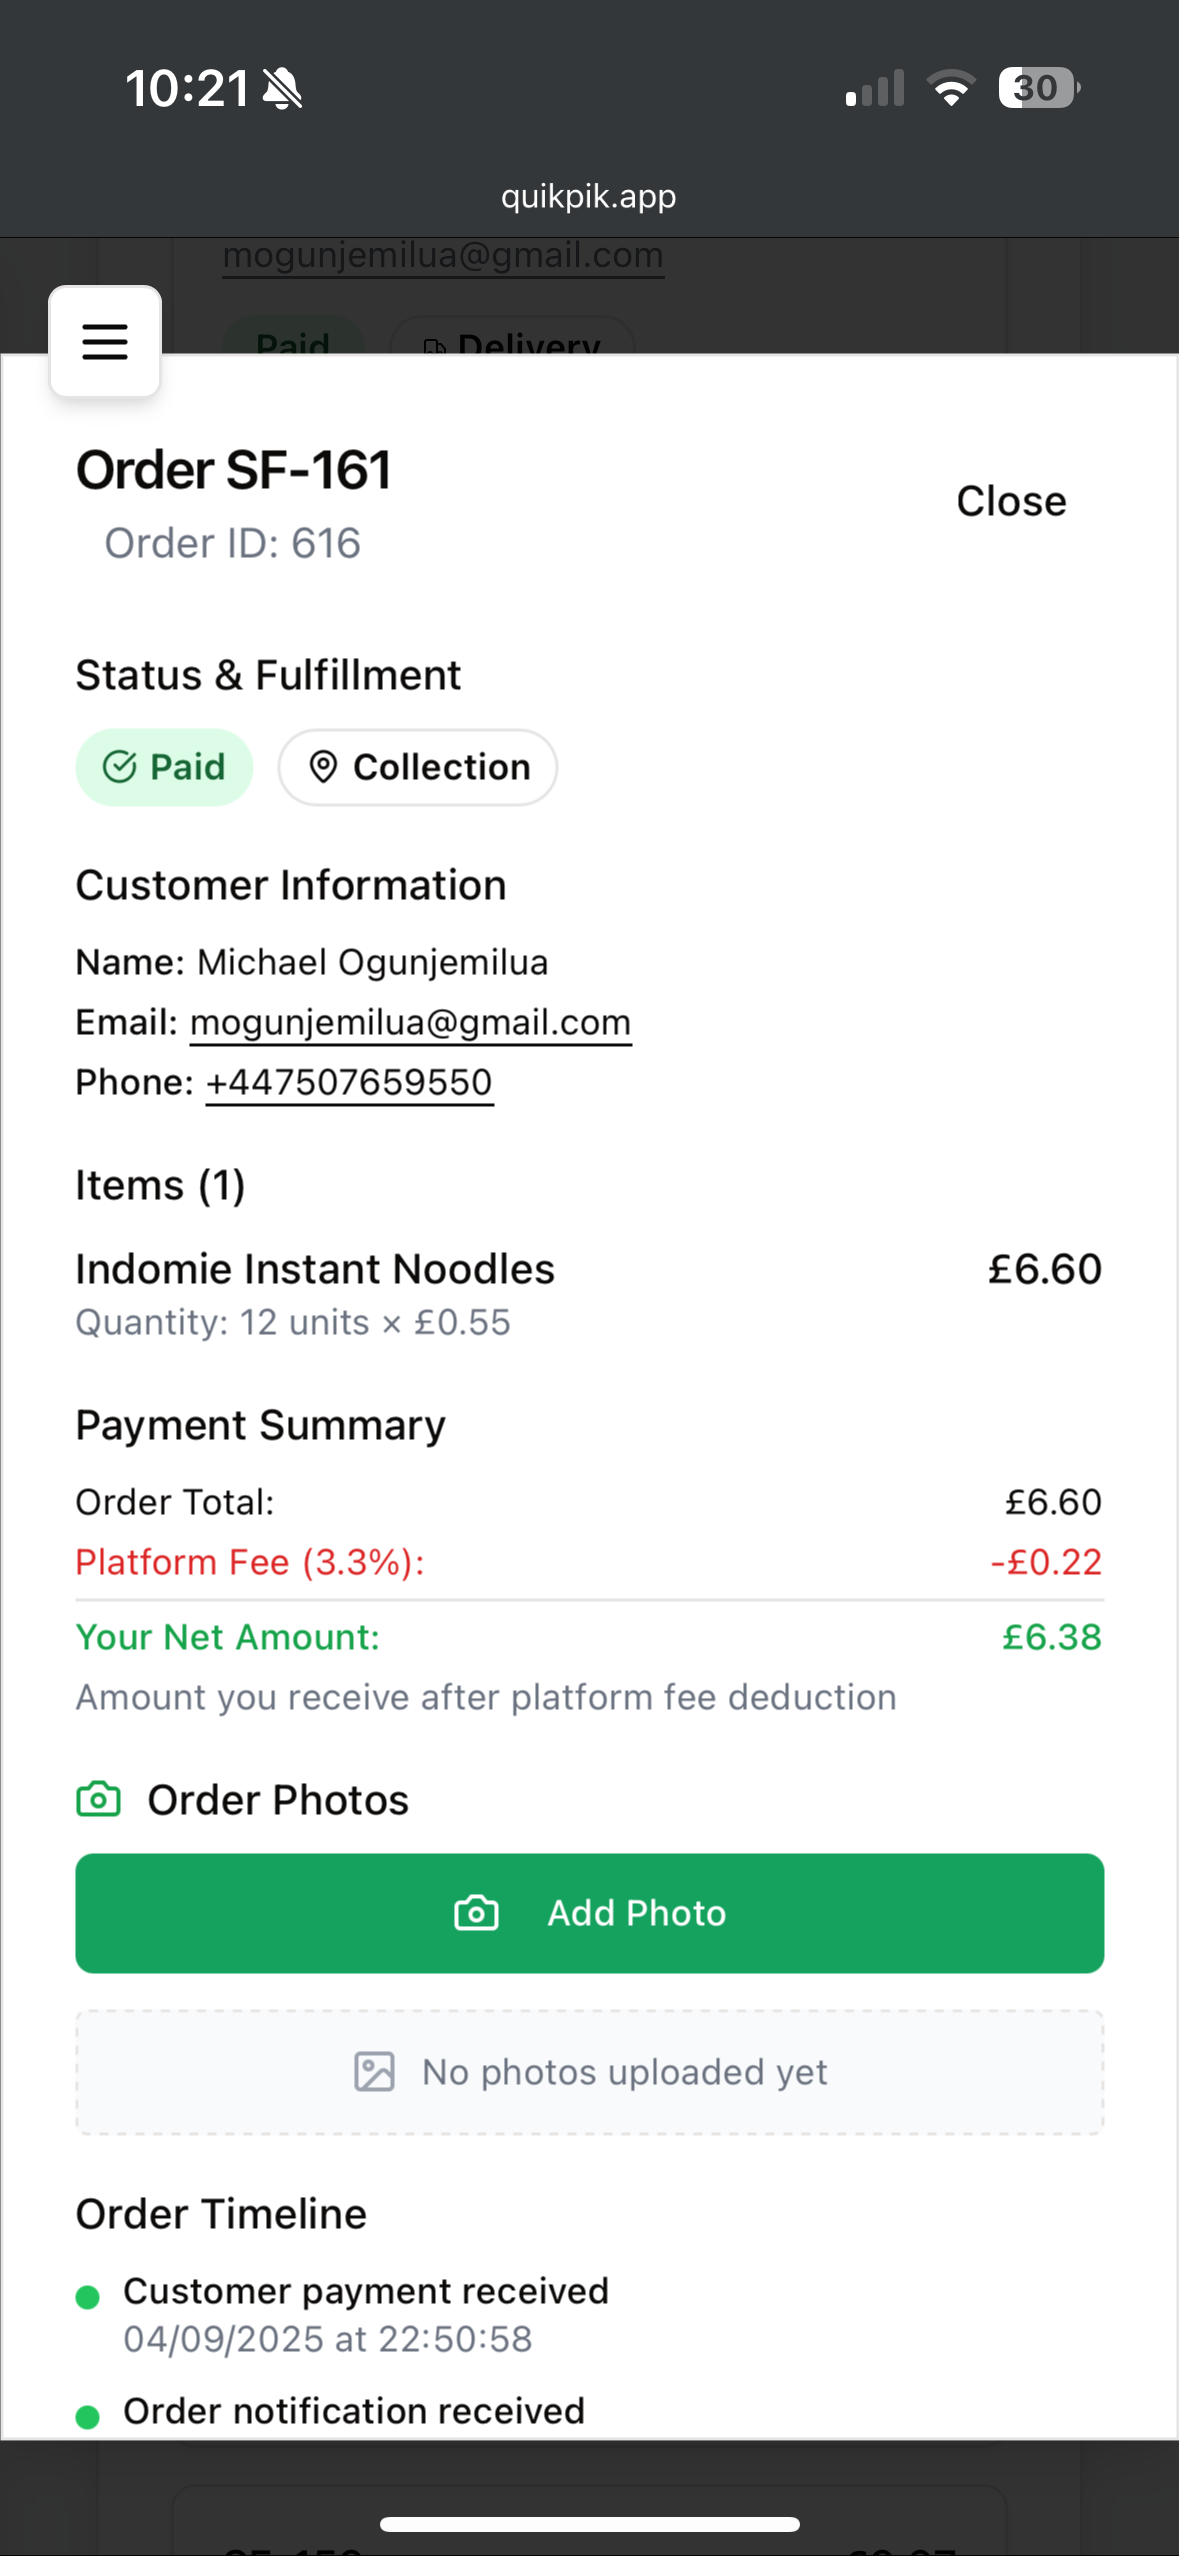 10:21
30
quikpik.app
mogunjemilua@gmail.com
Paid Delivery
Order SF-161
Close
Order ID: 616
Status & Fulfillment
Paid Collection
Customer Information
Name: Michael Ogunjemilua
Email: mogunjemilua@gmail.com
Phone: +447507659550
Items (1)
Indomie Instant Noodles £6.60
Quantity: 12 units × £0.55
Payment Summary
Order Total: £6.60
Platform Fee (3.3%): -£0.22
Your Net Amount: £6.38
Amount you receive after platform fee deduction
Order Photos
Add Photo
No photos uploaded yet
Order Timeline
Customer payment received
04/09/2025 at 22:50:58
Order notification received